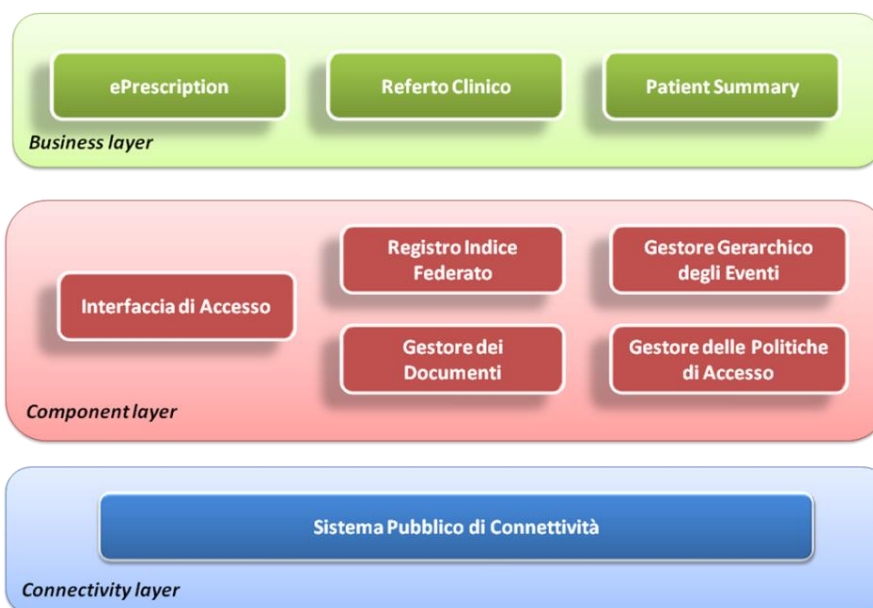 ePrescription
Referto Clinico
Patient Summary
Business layer
Interfaccia di Accesso
Registro Indice
Federato
Gestore Gerarchico
degli Eventi
Gestore dei
Documenti
Gestore delle Politiche
di Accesso
Component layer
Sistema Pubblico di Connettività
Connectivity layer